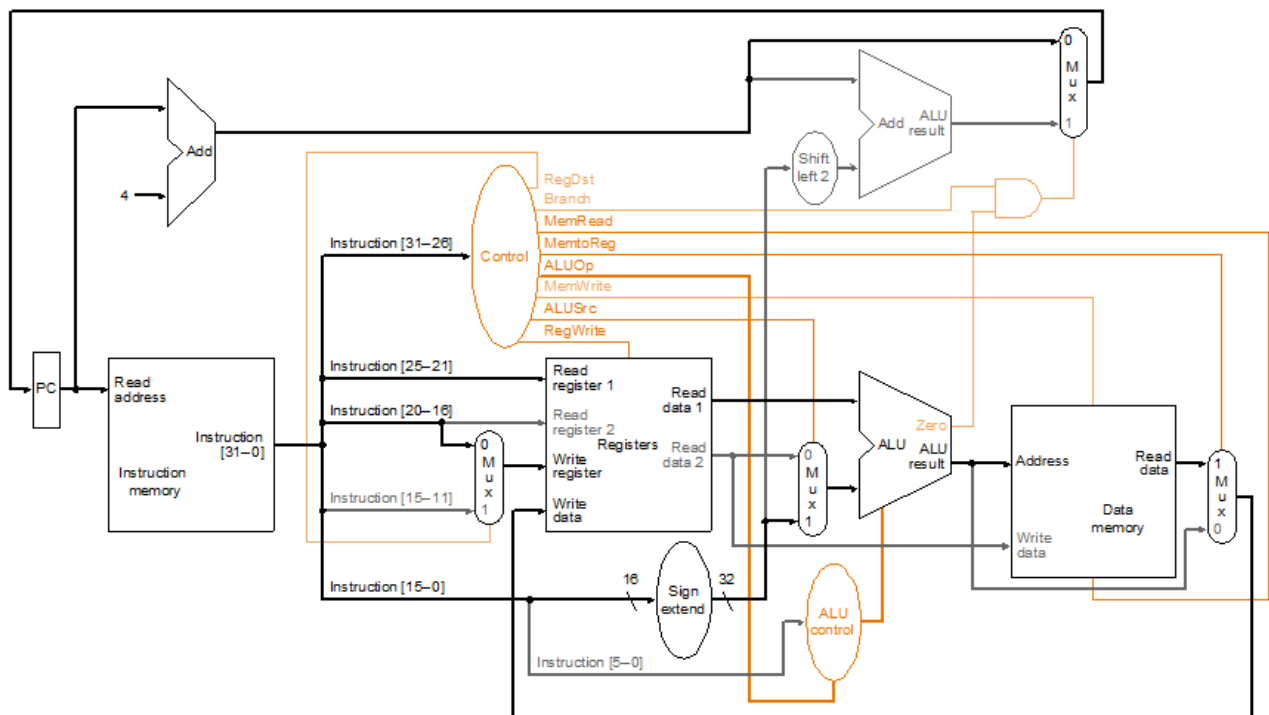 0
M
u
x
1
Add
ALU
result
Add
Shift
left 2
4
RegDst
Branch
MemRead
MemtoReg
ALUOp
MemWrite
ALUSrc
RegWrite
Control
Instruction [31–26]
PC
Read
address
Instruction
[31–0]
Instruction
memory
Instruction [25–21]
Instruction [20–16]
Instruction [15–11]
Instruction [15–0]
Instruction [5–0]
0
M
u
x
1
Read
register 1
Read
register 2
Write
register
Write
data
Registers
Read
data 1
Read
data 2
16
Sign
extend
32
0
M
u
x
1
Zero
ALU
ALU
result
ALU
control
Address
Write
data
Read
data
Data
memory
1
M
u
x
0